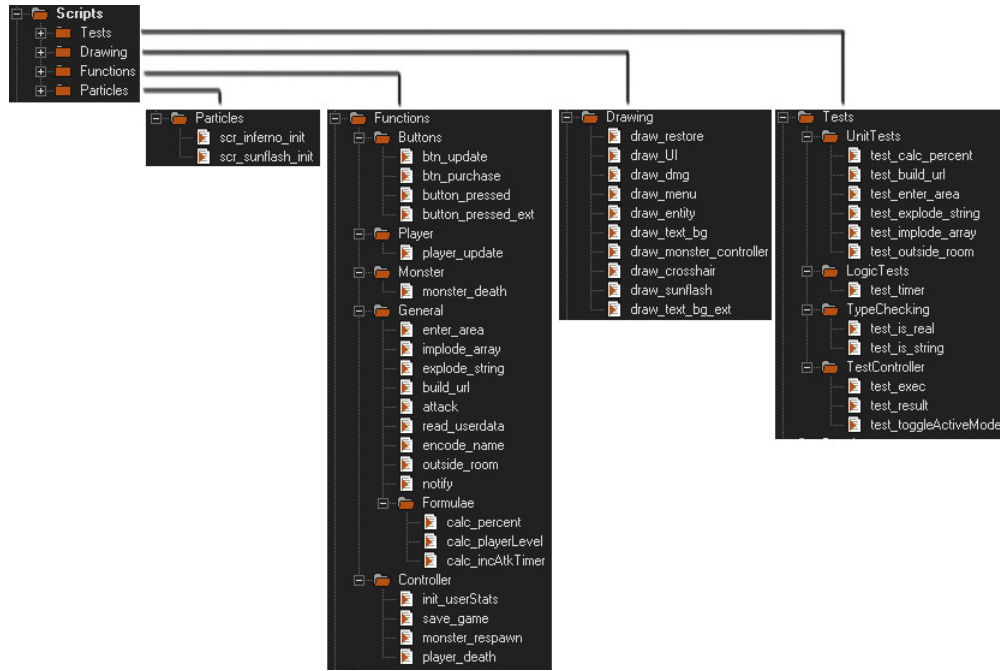 Scripts
Tests
Drawing
Functions
Particles
Particles
scr_inferno_init
scr_sunflash_init
Functions
Buttons
btn_update
btn_purchase
button_pressed
button_pressed_ext
Player
player_update
Monster
monster_death
General
enter_area
implode_array
explode_string
build_url
attack
read_userdata
encode_name
outside_room
notify
Formulae
calc_percent
calc_playerLevel
calc_incAtkTimer
Controller
init_userStats
save_game
monster_respawn
player_death
Drawing
draw_restore
draw_UI
draw_dmg
draw_menu
draw_entity
draw_text_bg
draw_monster_controller
draw_crosshair
draw_sunflash
draw_text_bg_ext
Tests
UnitTests
test_calc_percent
test_build_url
test_enter_area
test_explode_string
test_implode_array
test_outside_room
LogicTests
test_timer
TypeChecking
test_is_real
test_is_string
TestController
test_exec
test_result
test_toggleActiveMode